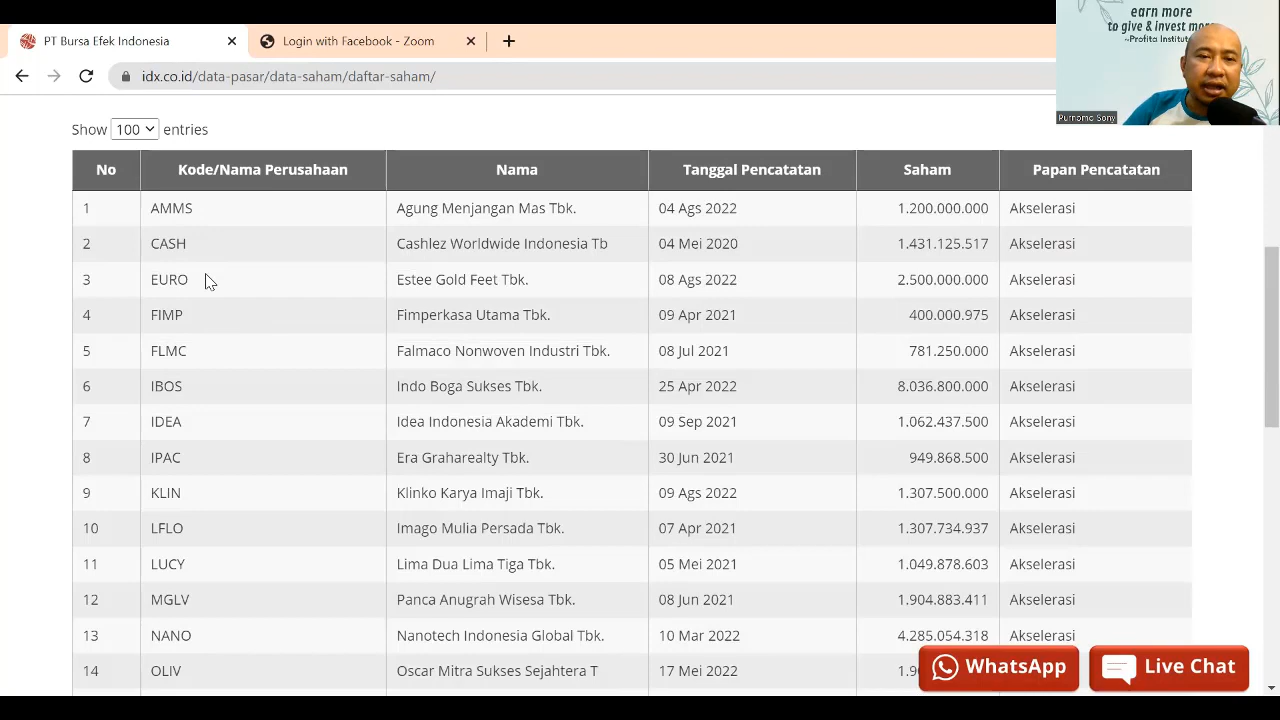 PT Bursa Efek Indonesia
Login with Facebook - Zoom
idx.co.id/data-pasar/data-saham/daftar-saham/
earn more
to give & invest more
~Profita Institute
Purnomo Sony
Show 100 entries
No Kode/Nama Perusahaan Nama Tanggal Pencatatan Saham Papan Pencatatan
1 AMMS Agung Menjangan Mas Tbk. 04 Ags 2022 1.200.000.000 Akselerasi
2 CASH Cashlez Worldwide Indonesia Tb 04 Mei 2020 1.431.125.517 Akselerasi
3 EURO Estee Gold Feet Tbk. 08 Ags 2022 2.500.000.000 Akselerasi
4 FIMP Fimperkasa Utama Tbk. 09 Apr 2021 400.000.975 Akselerasi
5 FLMC Falmaco Nonwoven Industri Tbk. 08 Jul 2021 781.250.000 Akselerasi
6 IBOS Indo Boga Sukses Tbk. 25 Apr 2022 8.036.800.000 Akselerasi
7 IDEA Idea Indonesia Akademi Tbk. 09 Sep 2021 1.062.437.500 Akselerasi
8 IPAC Era Graharealty Tbk. 30 Jun 2021 949.868.500 Akselerasi
9 KLIN Klinko Karya Imaji Tbk. 09 Ags 2022 1.307.500.000 Akselerasi
10 LFLO Imago Mulia Persada Tbk. 07 Apr 2021 1.307.734.937 Akselerasi
11 LUCY Lima Dua Lima Tiga Tbk. 05 Mei 2021 1.049.878.603 Akselerasi
12 MGLV Panca Anugrah Wisesa Tbk. 08 Jun 2021 1.904.883.411 Akselerasi
13 NANO Nanotech Indonesia Global Tbk. 10 Mar 2022 4.285.054.318 Akselerasi
14 OLIV Oscar Mitra Sukses Sejahtera T 17 Mei 2022
WhatsApp
Live Chat